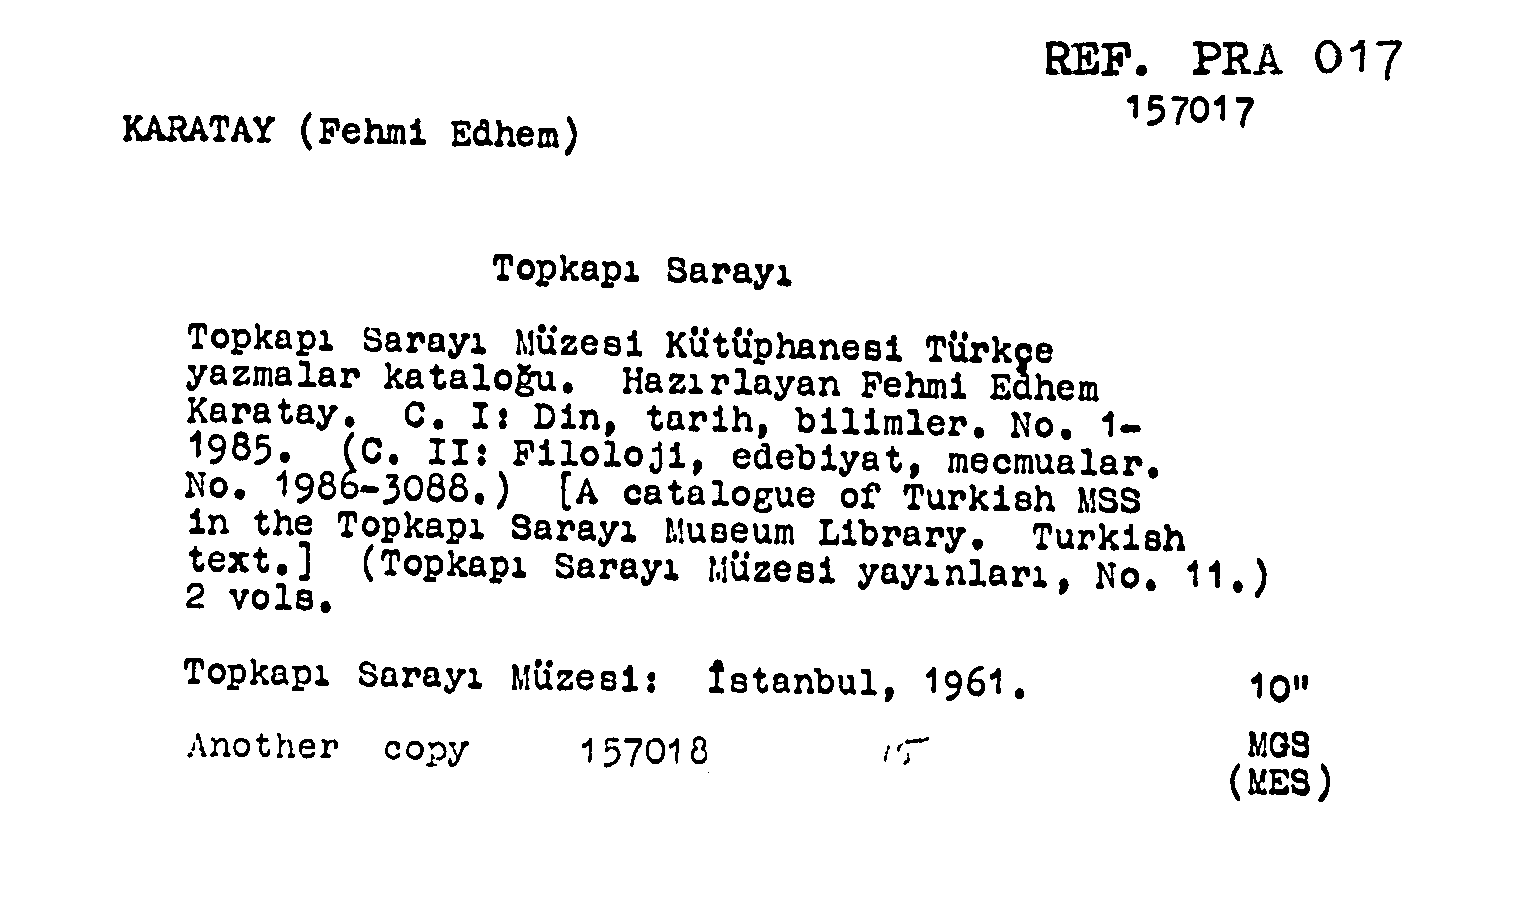 REF. PRA 017
157017
KARATAY (Fehmi Edhem)
Topkapı Sarayı
Topkapı Sarayı Müzesi Kütüphanesi Türkçe
yazmalar kataloğu. Hazırlayan Fehmi Edhem
Karatay. C. I: Din, tarih, bilimler. No. 1-
1985. (C. II: Filoloji, edebiyat, mecmualar.
No. 1986-3088.) [A catalogue of Turkish MSS
in the Topkapı Sarayı Museum Library. Turkish
text.] (Topkapı Sarayı Müzesi yayınları, No. 11.)
2 vols.
Topkapı Sarayı Müzesi: İstanbul, 1961. 10"
Another copy 157018 MGS
(MES)